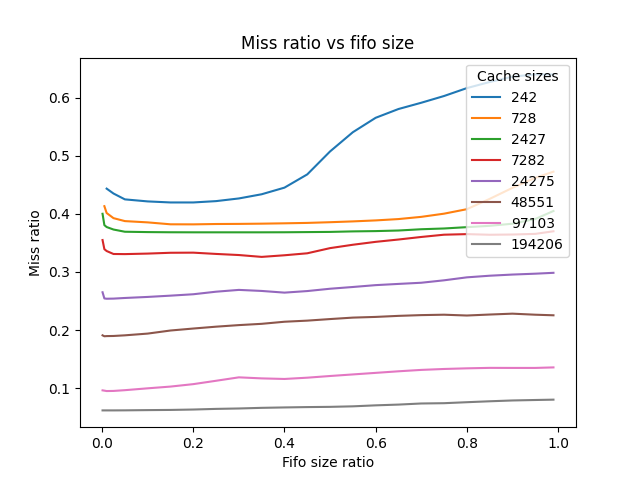 Miss ratio vs fifo size
Cache sizes
242
728
2427
7282
24275
48551
97103
194206
0.6
0.5
0.4
0.3
0.2
0.1
Miss ratio
0.0 0.2 0.4 0.6 0.8 1.0
Fifo size ratio